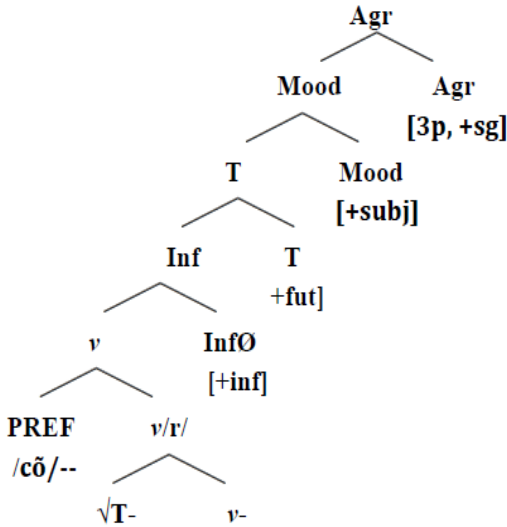 Agr
Mood Agr
[3p, +sg]
T Mood
[+subj]
Inf T
+fut]
v InfØ
[+inf]
PREF v/r/
/cõ/--
√T- v-